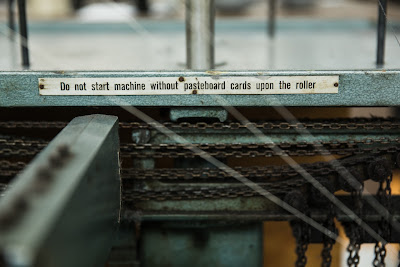 Do not start machine without pasteboard cards upon the roller